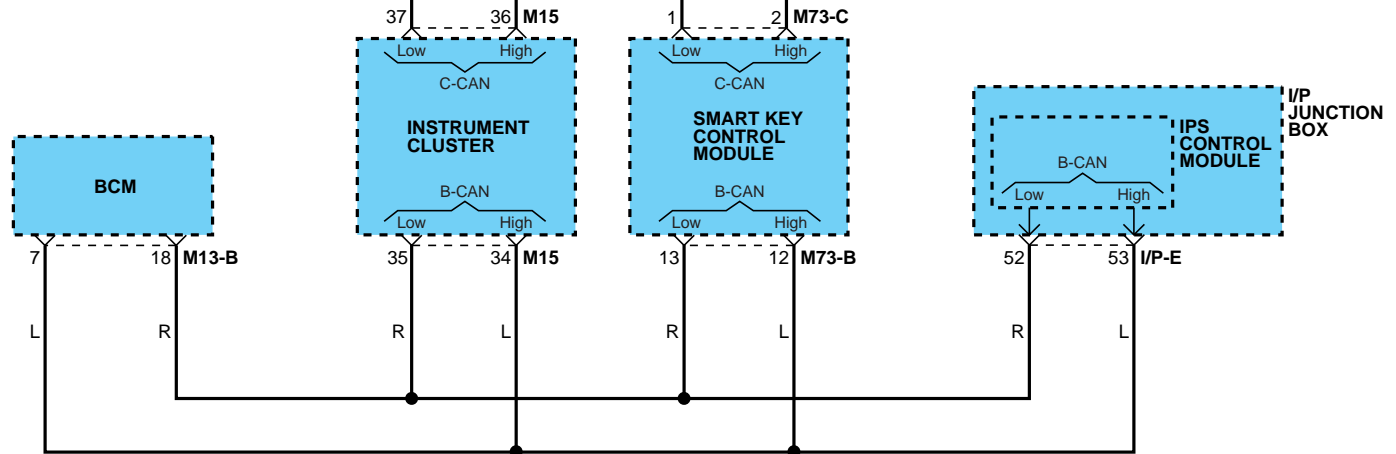 37 36 M15
1 2 M73-C
Low High
C-CAN
Low High
C-CAN
INSTRUMENT
CLUSTER
SMART KEY
CONTROL
MODULE
I/P
JUNCTION
BOX
IPS
CONTROL
MODULE
BCM
B-CAN
Low High
B-CAN
Low High
B-CAN
Low High
7 18 M13-B
35 34 M15
13 12 M73-B
52 53 I/P-E
L R R L R L R L